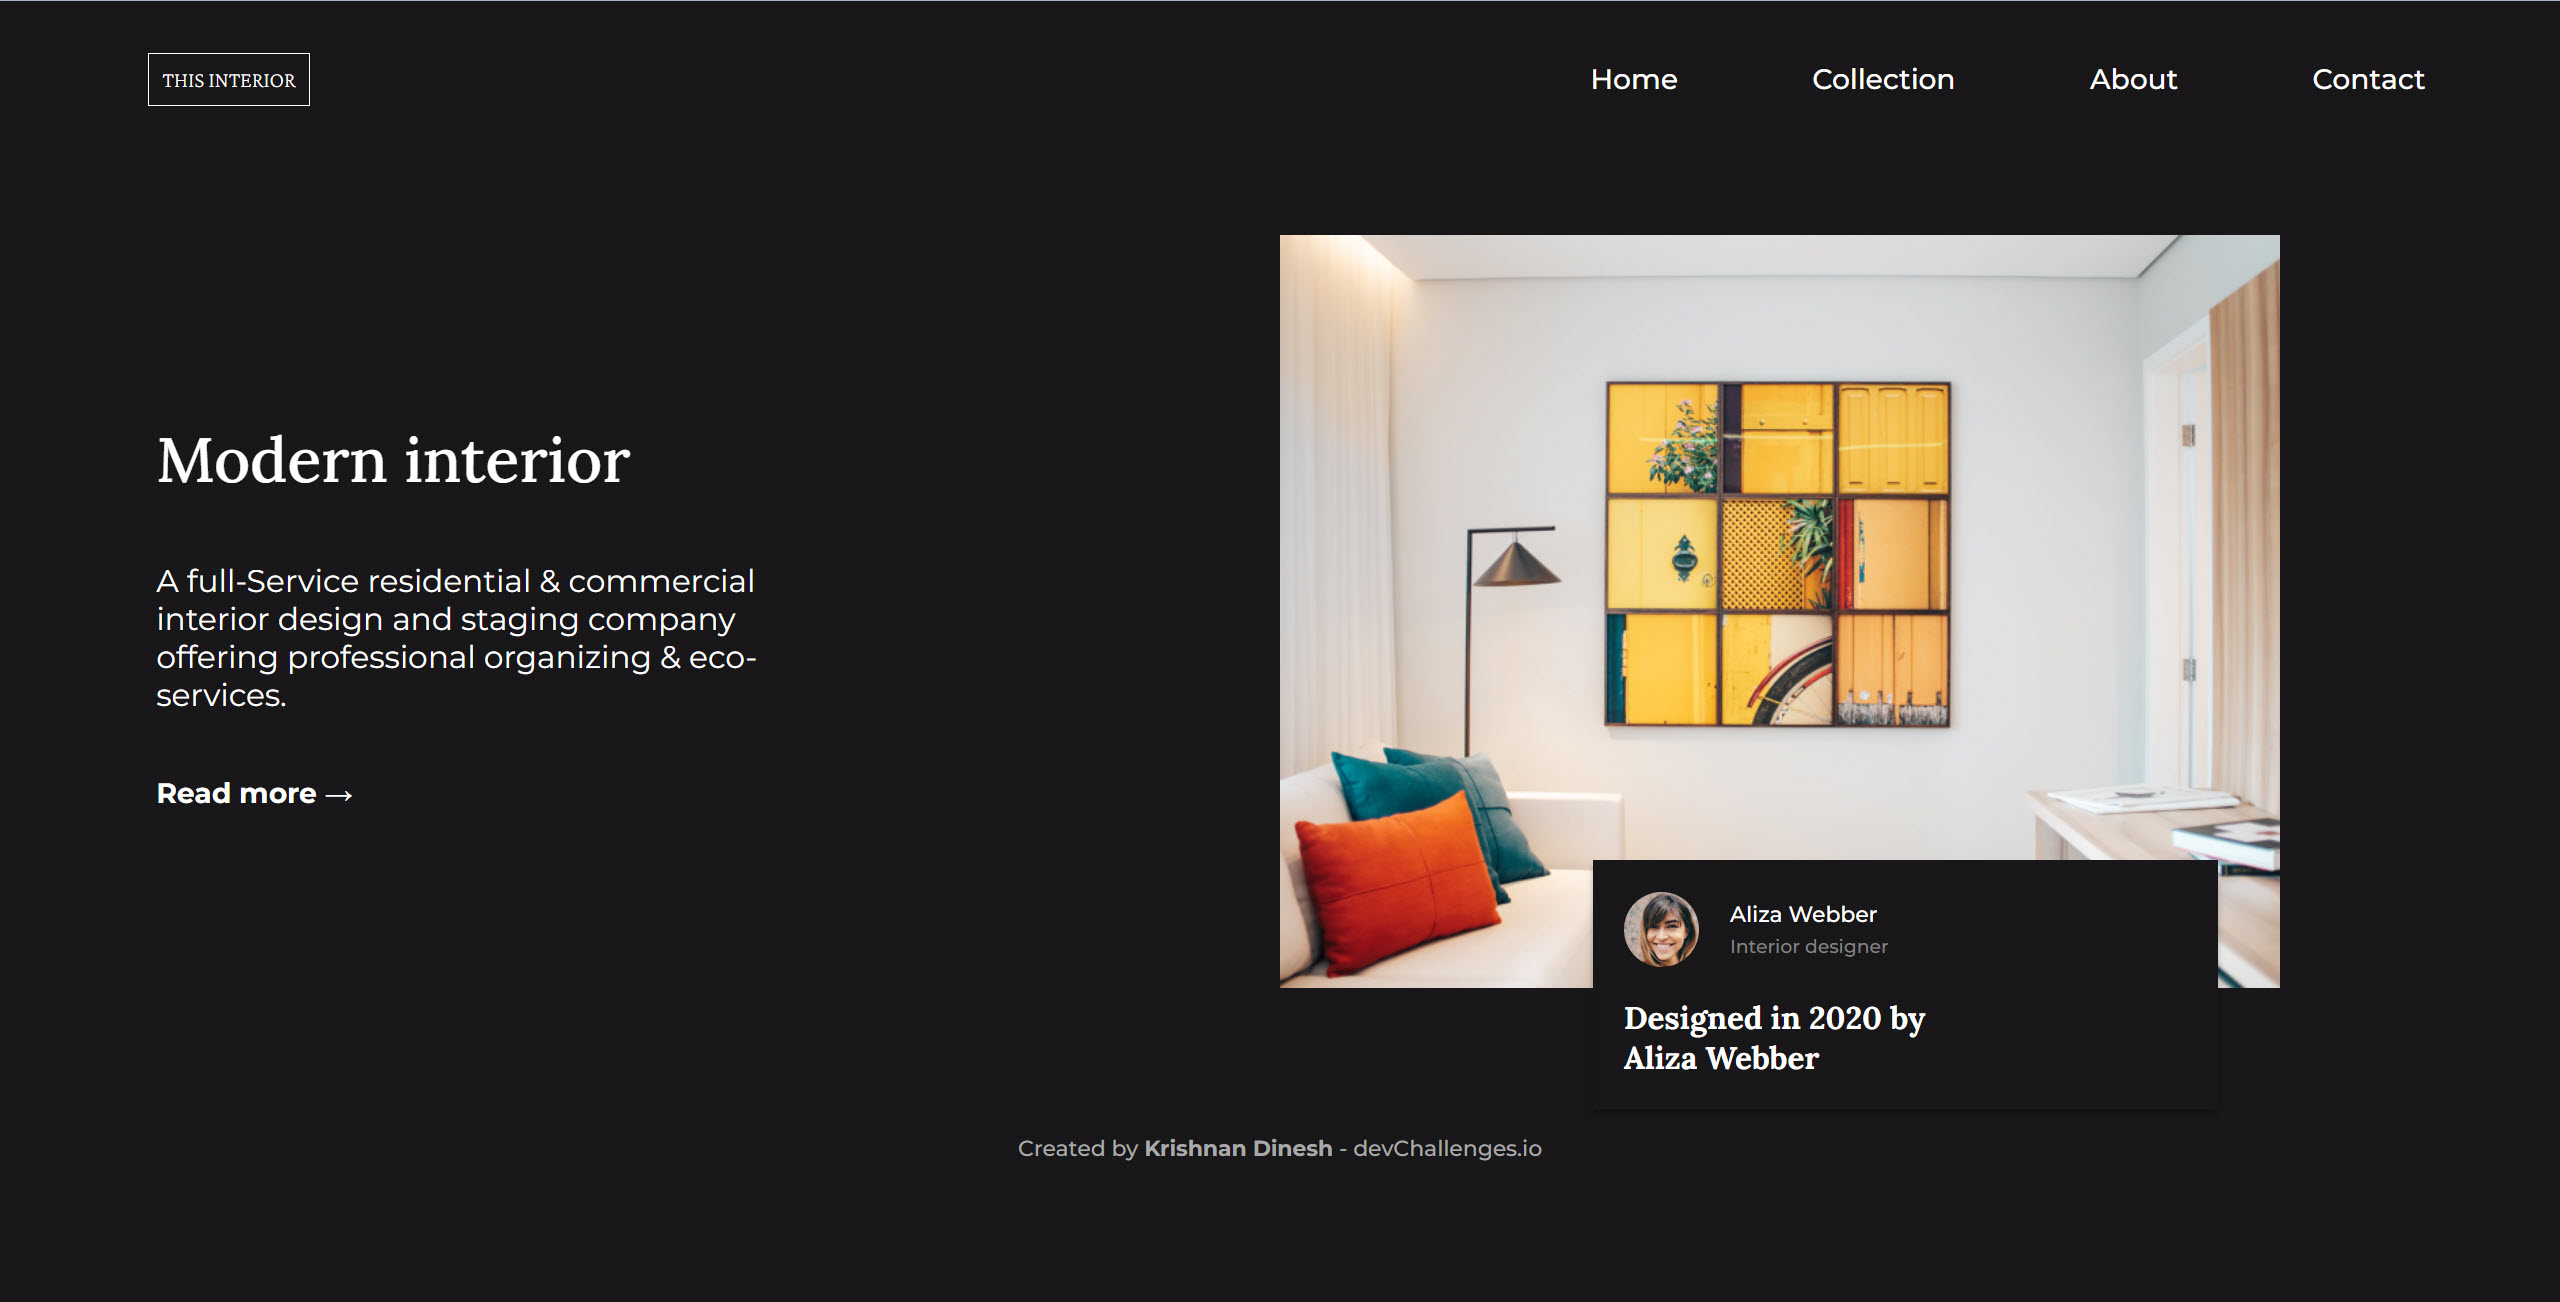 THIS INTERIOR
Home
Collection
About
Contact
Modern interior
A full-Service residential & commercial
interior design and staging company
offering professional organizing & eco-
services.
Read more →
Aliza Webber
Interior designer
Designed in 2020 by
Aliza Webber
Created by Krishnan Dinesh - devChallenges.io